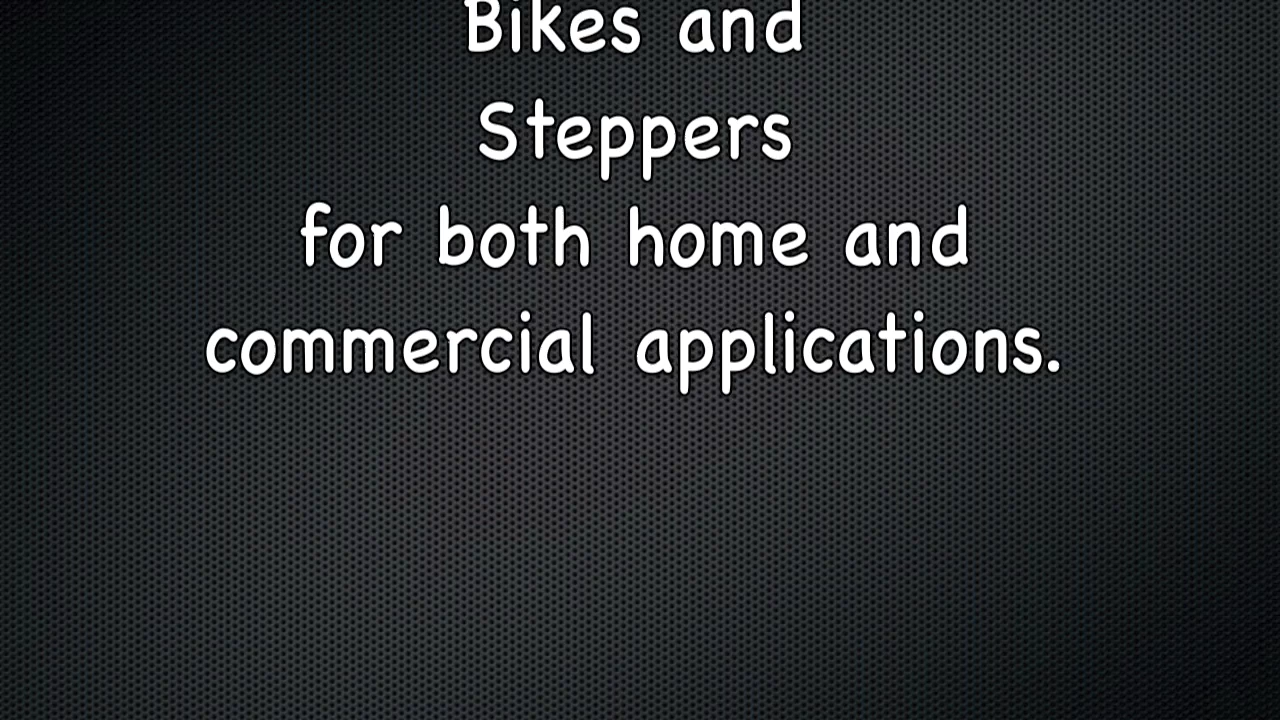 Bikes and
Steppers
for both home and
commercial applications.